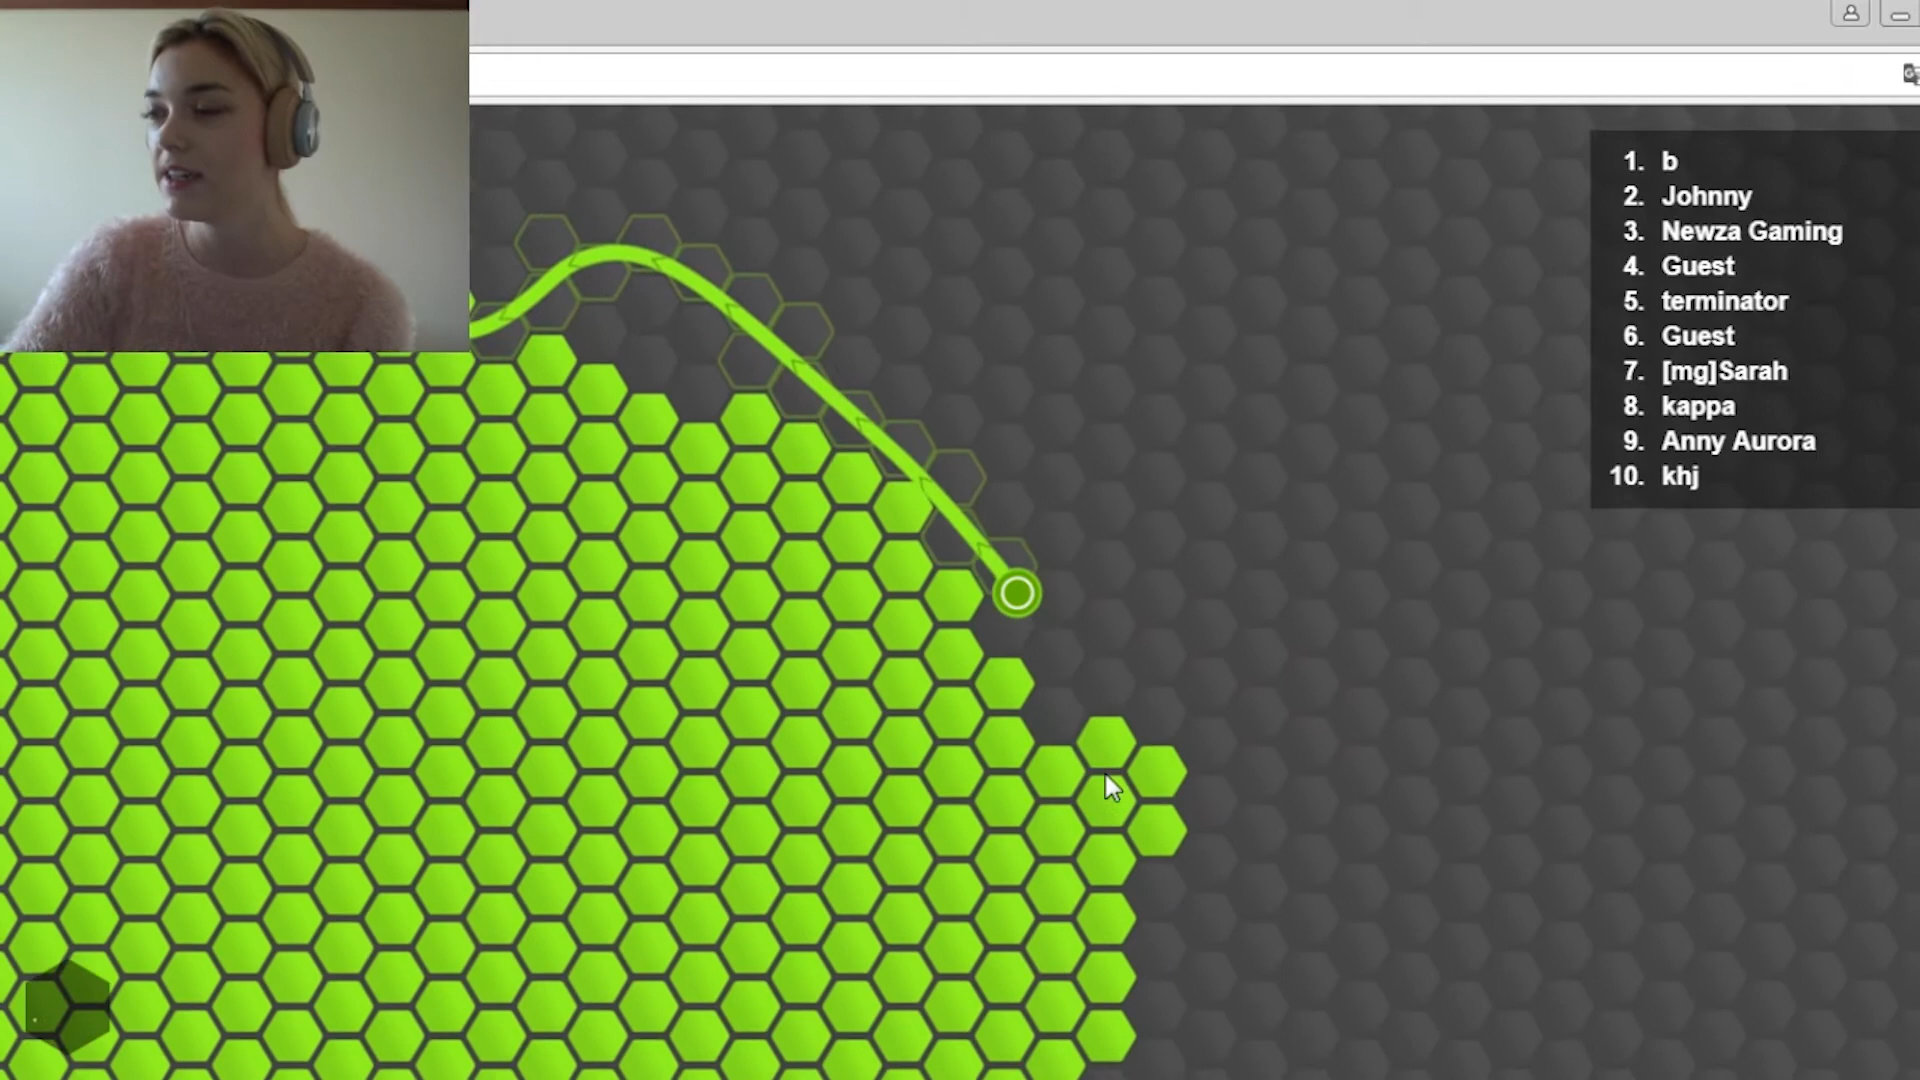 1. b
2. Johnny
3. Newza Gaming
4. Guest
5. terminator
6. Guest
7. [mg]Sarah
8. kappa
9. Anny Aurora
10. khj